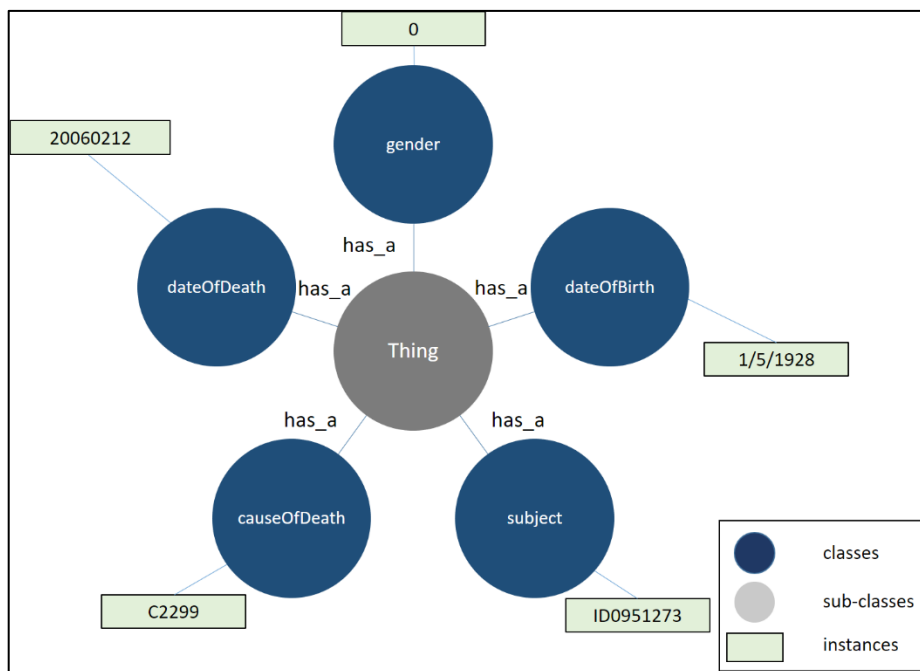 0
gender
20060212
has_a
dateOfDeath
has_a
has_a
dateOfBirth
Thing
1/5/1928
has_a
has_a
causeOfDeath
subject
C2299
ID0951273
classes
sub-classes
instances